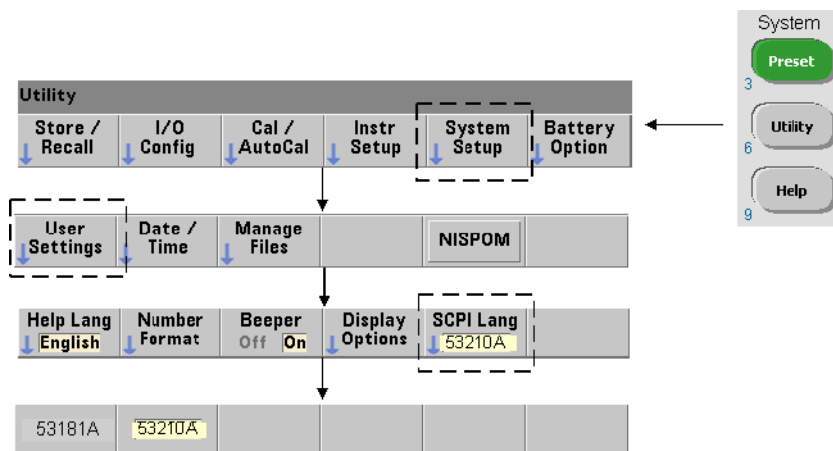 System
Preset
3
Utility
6
Help
9
Utility
Store / Recall
I/O Config
Cal / AutoCal
Instr Setup
System Setup
Battery Option
User Settings
Date / Time
Manage Files
NISPOM
Help Lang English
Number Format
Beeper Off On
Display Options
SCPI Lang 53210A
53181A
53210A